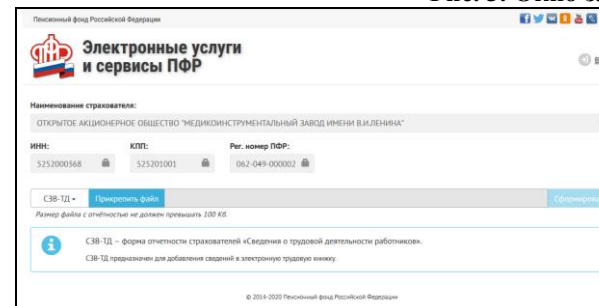 Пенсионный фонд Российской Федерации
Электронные услуги
и сервисы ПФР
Наименование страхователя:
ОТКРЫТОЕ АКЦИОНЕРНОЕ ОБЩЕСТВО "МЕДИКОИНСТРУМЕНТАЛЬНЫЙ ЗАВОД ИМЕНИ В.И.ЛЕНИНА"
ИНН: КПП: Рег. номер ПФР:
5252000368 525201001 062-049-000002
СЗВ-ТД Прикрепить файл
Размер файла с отчётностью не должен превышать 100 Кб.
СЗВ-ТД – форма отчетности страхователей «Сведения о трудовой деятельности работников».
СЗВ-ТД предназначен для добавления сведений в электронную трудовую книжку.
© 2014-2020 Пенсионный фонд Российской Федерации